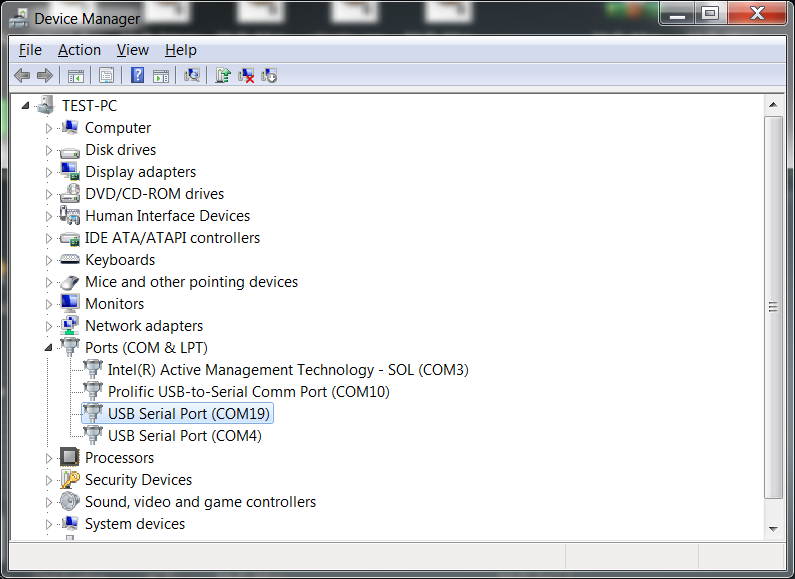 Device Manager
File Action View Help
TEST-PC
Computer
Disk drives
Display adapters
DVD/CD-ROM drives
Human Interface Devices
IDE ATA/ATAPI controllers
Keyboards
Mice and other pointing devices
Monitors
Network adapters
Ports (COM & LPT)
Intel(R) Active Management Technology - SOL (COM3)
Prolific USB-to-Serial Comm Port (COM10)
USB Serial Port (COM19)
USB Serial Port (COM4)
Processors
Security Devices
Sound, video and game controllers
System devices